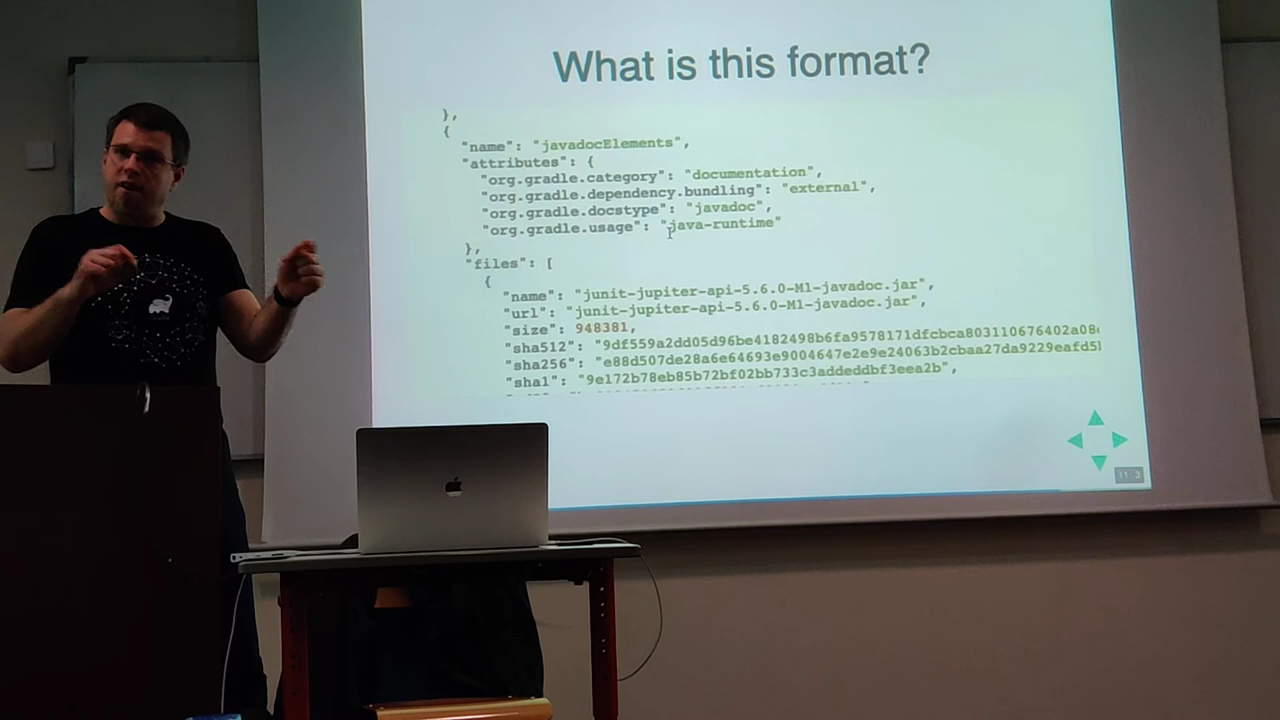 What is this format?
},
{
"name": "javadocElements",
"attributes": {
"org.gradle.category": "documentation",
"org.gradle.dependency.bundling": "external",
"org.gradle.docstype": "javadoc",
"org.gradle.usage": "java-runtime"
},
"files": [
{
"name": "junit-jupiter-api-5.6.0-M1-javadoc.jar",
"url": "junit-jupiter-api-5.6.0-M1-javadoc.jar",
"size": 948381,
"sha512": "9df559a2dd05d96be4182498b6fa9578171dfcbca803110676402a08
"sha256": "e88d507de28a6e64693e9004647e2e9e24063b2cbaa27da9229eafd5
"sha1": "9e172b78eb85b72bf02bb733c3addeddbf3eea2b",
11.3